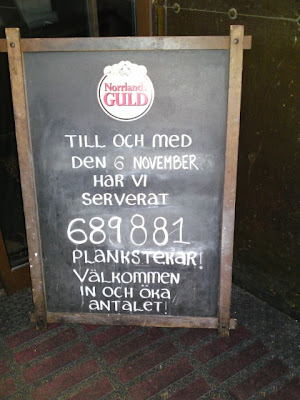 Norrlands
GULD
TILL OCH MED
DEN 6 NOVEMBER
HAR VI
SERVERAT
689881
PLANKSTEKAR!
VÄLKOMMEN
IN OCH ÖKA
ANTALET!